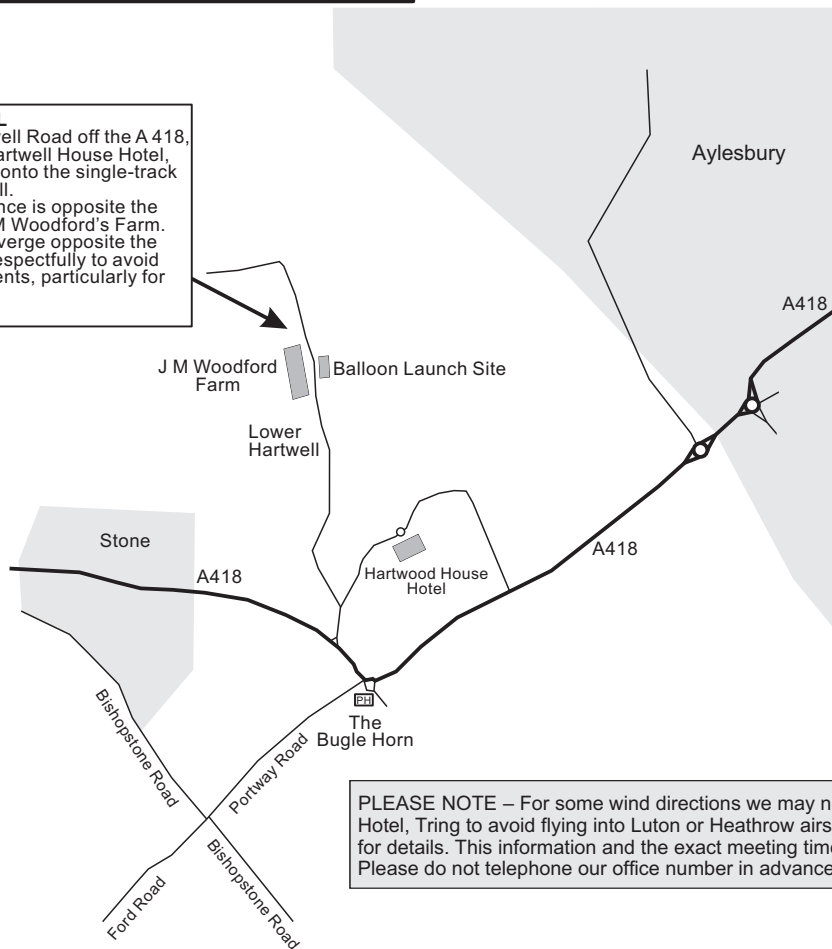 Aylesbury
L
ell Road off the A 418,
artwell House Hotel,
onto the single-track
ll.
nce is opposite the
M Woodford's Farm.
verge opposite the
espectfully to avoid
ents, particularly for
A418
J M Woodford
Farm
Balloon Launch Site
Lower
Hartwell
Stone
A418
Hartwood House
Hotel
A418
PH
The
Bugle Horn
Bishopstone Road
Portway Road
Ford Road
Bishopstone Road
PLEASE NOTE – For some wind directions we may n
Hotel, Tring to avoid flying into Luton or Heathrow airs
for details. This information and the exact meeting time
Please do not telephone our office number in advance